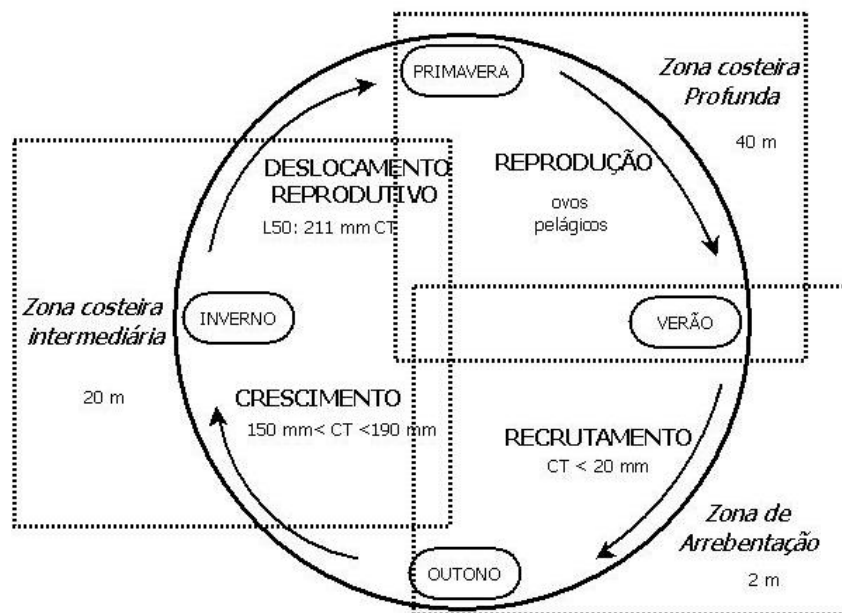 PRIMAVERA
Zona costeira
Profunda
40 m
DESLOCAMENTO
REPRODUTIVO
L50: 211 mm CT
REPRODUÇÃO
ovos
pelágicos
Zona costeira
intermediária
20 m
INVERNO
VERÃO
CRESCIMENTO
150 mm< CT <190 mm
RECRUTAMENTO
CT < 20 mm
Zona de
Arrebentação
2 m
OUTONO